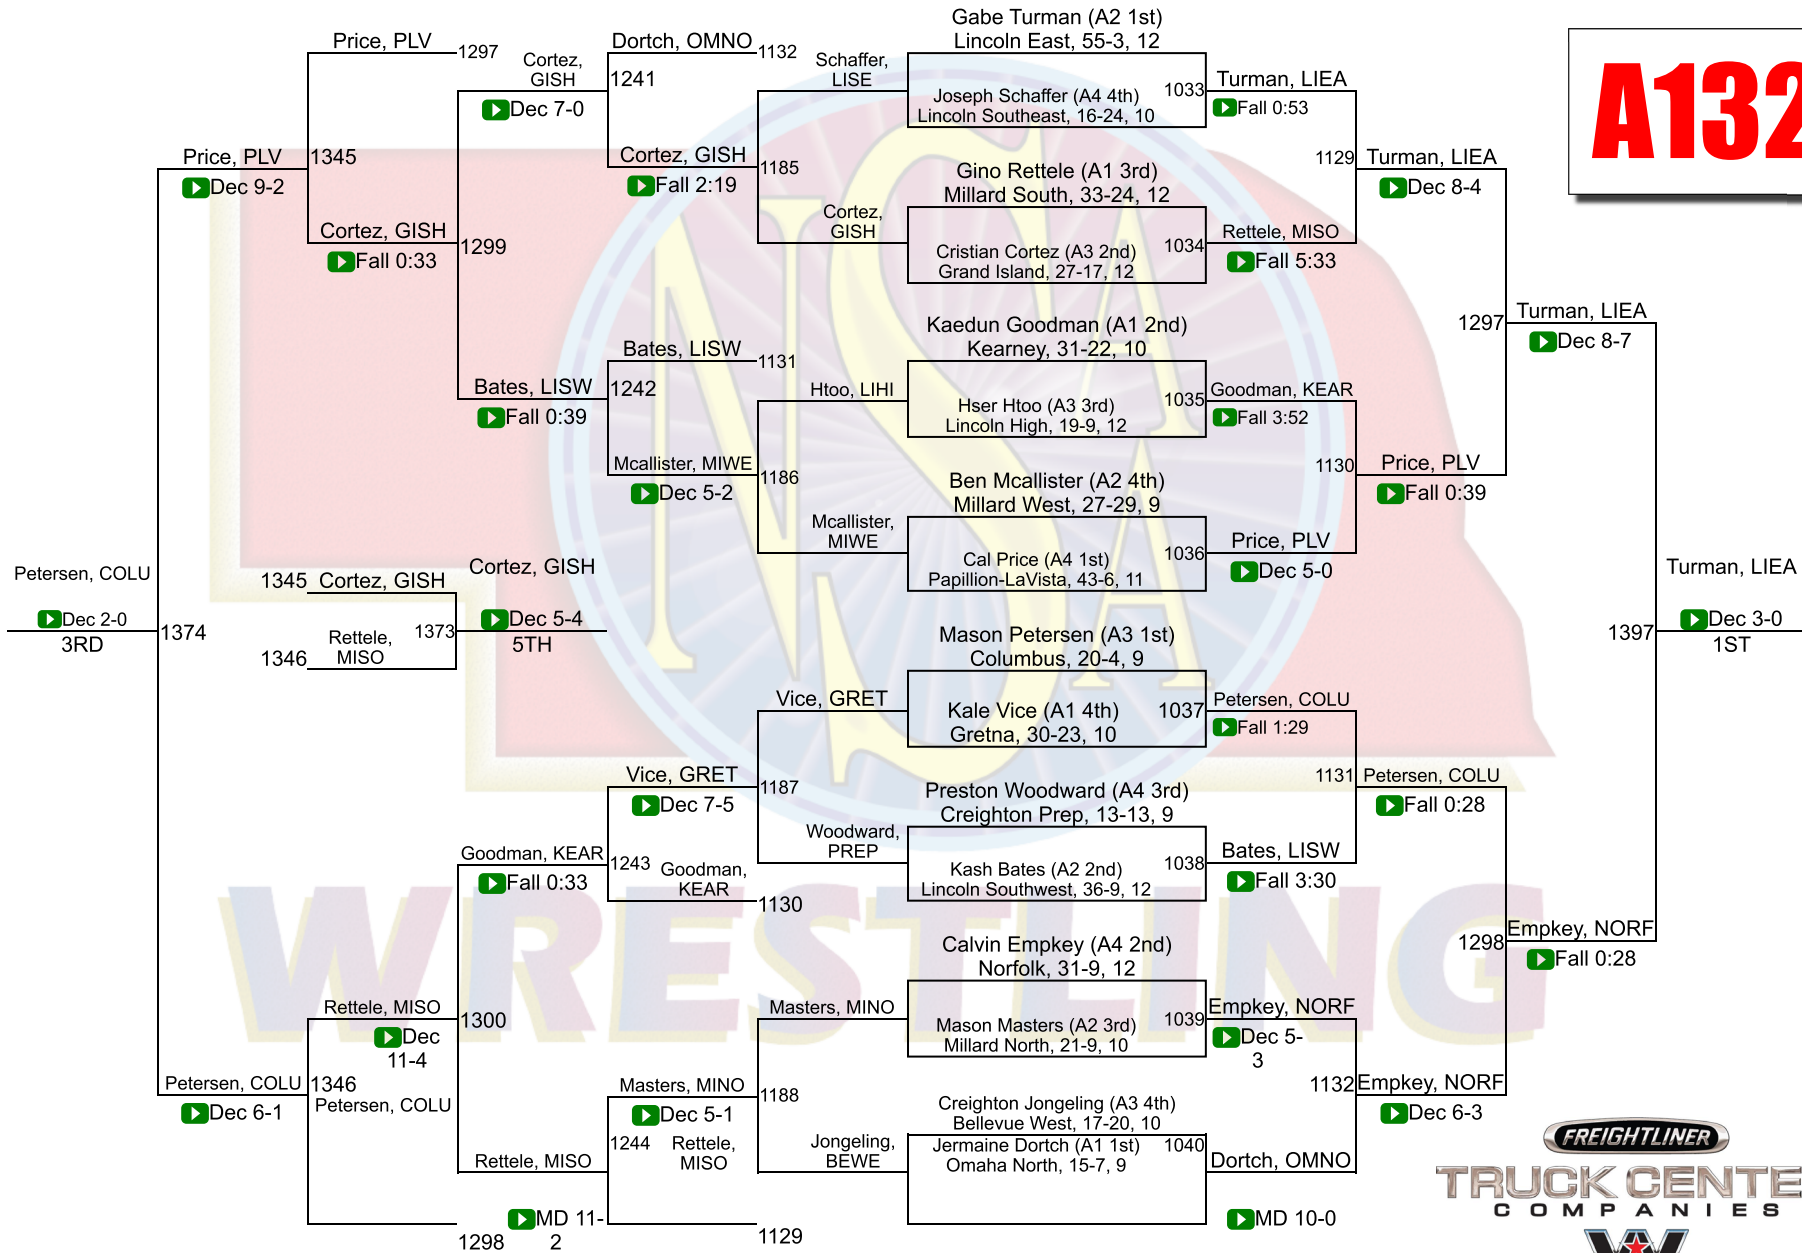 Gabe Turman (A2 1st)
Lincoln East, 55-3, 12
Price, PLV
1297
Cortez,
GISH
Dec 7-0
Dortch, OMNO
1132
1241
Schaffer,
LISE
Joseph Schaffer (A4 4th)
Lincoln Southeast, 16-24, 10
1033
Turman, LIEA
Fall 0:53
A132
Price, PLV
Dec 9-2
1345
Cortez, GISH
Fall 2:19
1185
Gino Rettele (A1 3rd)
Millard South, 33-24, 12
1129
Turman, LIEA
Dec 8-4
Cortez, GISH
Fall 0:33
1299
Cortez,
GISH
Cristian Cortez (A3 2nd)
Grand Island, 27-17, 12
1034
Rettele, MISO
Fall 5:33
Kaedun Goodman (A1 2nd)
Kearney, 31-22, 10
1297
Turman, LIEA
Dec 8-7
Bates, LISW
1131
Bates, LISW
Fall 0:39
1242
Htoo, LIHI
Hser Htoo (A3 3rd)
Lincoln High, 19-9, 12
1035
Goodman, KEAR
Fall 3:52
Mcallister, MIWE
Dec 5-2
1186
Ben Mcallister (A2 4th)
Millard West, 27-29, 9
1130
Price, PLV
Fall 0:39
Mcallister,
MIWE
Cal Price (A4 1st)
Papillion-LaVista, 43-6, 11
1036
Price, PLV
Dec 5-0
Petersen, COLU
Dec 2-0
3RD
1374
1345
Cortez, GISH
1346
Rettele,
MISO
1373
Cortez, GISH
Dec 5-4
5TH
Mason Petersen (A3 1st)
Columbus, 20-4, 9
1397
Turman, LIEA
Dec 3-0
1ST
Vice, GRET
Kale Vice (A1 4th)
Gretna, 30-23, 10
1037
Petersen, COLU
Fall 1:29
Vice, GRET
Dec 7-5
1187
Preston Woodward (A4 3rd)
Creighton Prep, 13-13, 9
1131
Petersen, COLU
Fall 0:28
Goodman, KEAR
Fall 0:33
1243
Goodman,
KEAR
1130
Woodward,
PREP
Kash Bates (A2 2nd)
Lincoln Southwest, 36-9, 12
1038
Bates, LISW
Fall 3:30
Calvin Empkey (A4 2nd)
Norfolk, 31-9, 12
1298
Empkey, NORF
Fall 0:28
WRESTLING
NSAA
Rettele, MISO
Dec
11-4
1300
Masters, MINO
Mason Masters (A2 3rd)
Millard North, 21-9, 10
1039
Empkey, NORF
Dec 5-
3
Petersen, COLU
Dec 6-1
1346
Petersen, COLU
Masters, MINO
Dec 5-1
1188
Creighton Jongeling (A3 4th)
Bellevue West, 17-20, 10
1132
Empkey, NORF
Dec 6-3
Rettele, MISO
1244
Rettele,
MISO
Jongeling,
BEWE
Jermaine Dortch (A1 1st)
Omaha North, 15-7, 9
1040
Dortch, OMNO
MD 10-0
1298
MD 11-
2
1129
FREIGHTLINER
TRUCK CENTE
COMPANIES